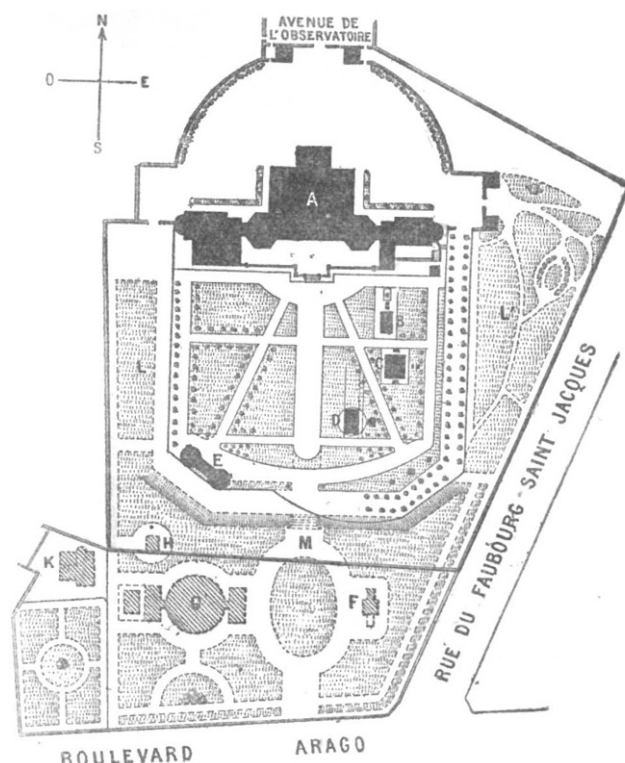 AVENUE DE
L'OBSERVATOIRE
N
O E
S
A
B
L L'
D
E
H
M
K
G
F
RUE DU FAUBOURG SAINT JACQUES
BOULEVARD ARAGO